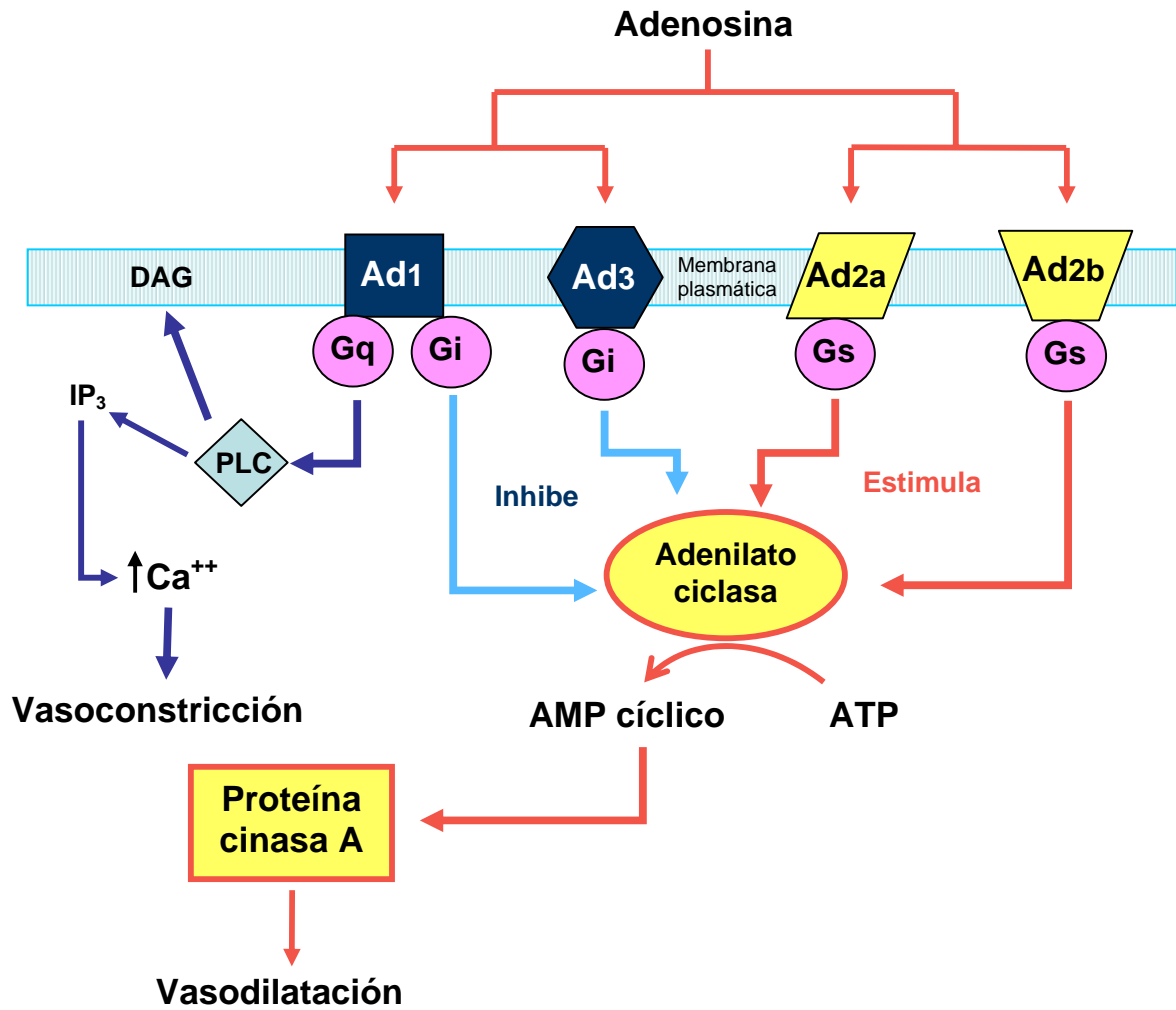 Adenosina
DAG
Ad1
Ad3
Membrana
plasmática
Ad2a
Ad2b
Gq
Gi
Gi
Gs
Gs
IP₃
PLC
Inhibe
Estimula
Adenilato
ciclasa
↑Ca⁺⁺
Vasoconstricción
AMP cíclico
ATP
Proteína
cinasa A
Vasodilatación